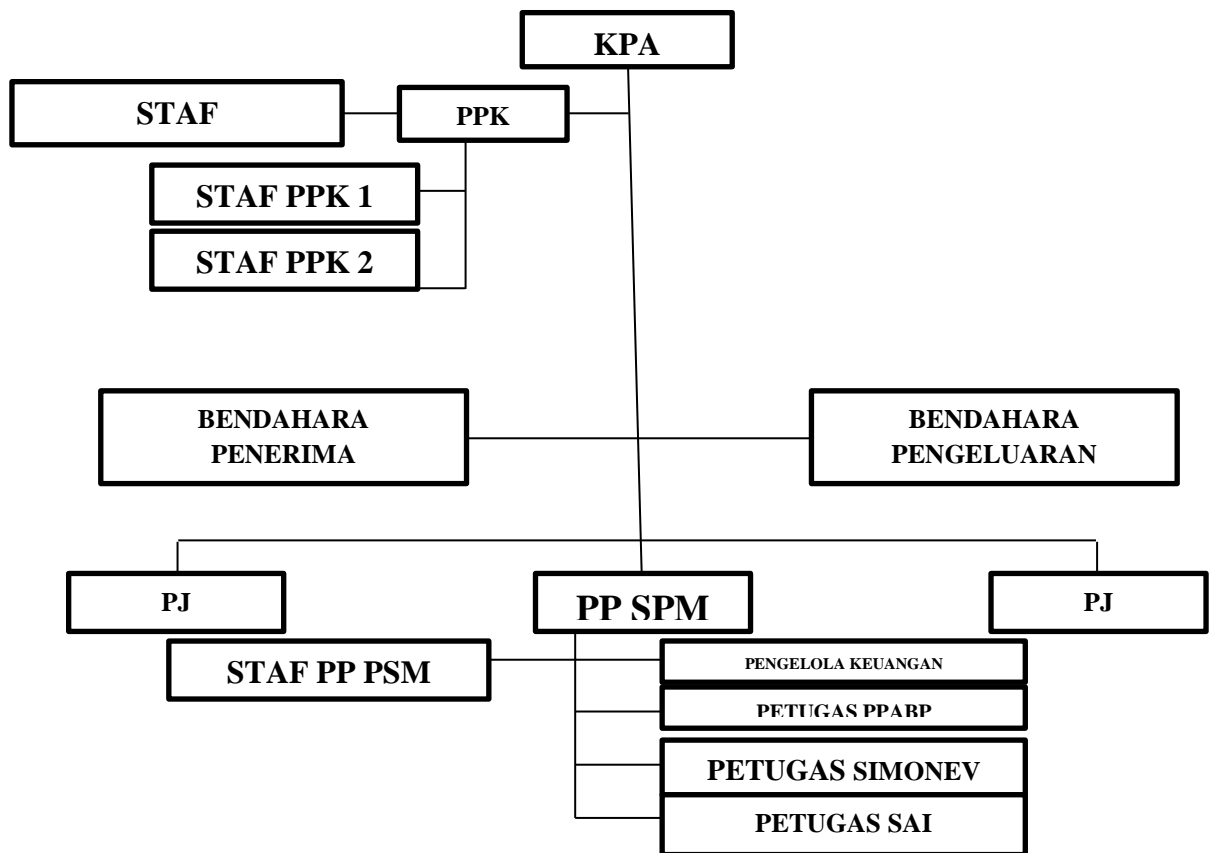 KPA
STAF
PPK
STAF PPK 1
STAF PPK 2
BENDAHARA
PENERIMA
BENDAHARA
PENGELUARAN
PJ
PP SPM
PJ
STAF PP PSM
PENGELOLA KEUANGAN
PETUGAS PPABP
PETUGAS SIMONEV
PETUGAS SAI